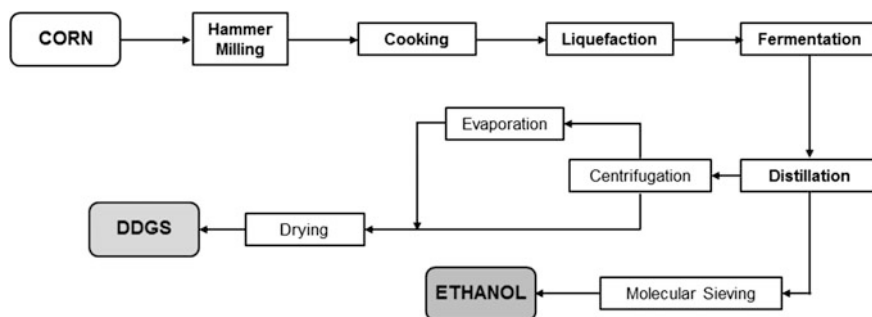 CORN
Hammer
Milling
Cooking
Liquefaction
Fermentation
Evaporation
Centrifugation
Distillation
DDGS
Drying
ETHANOL
Molecular Sieving